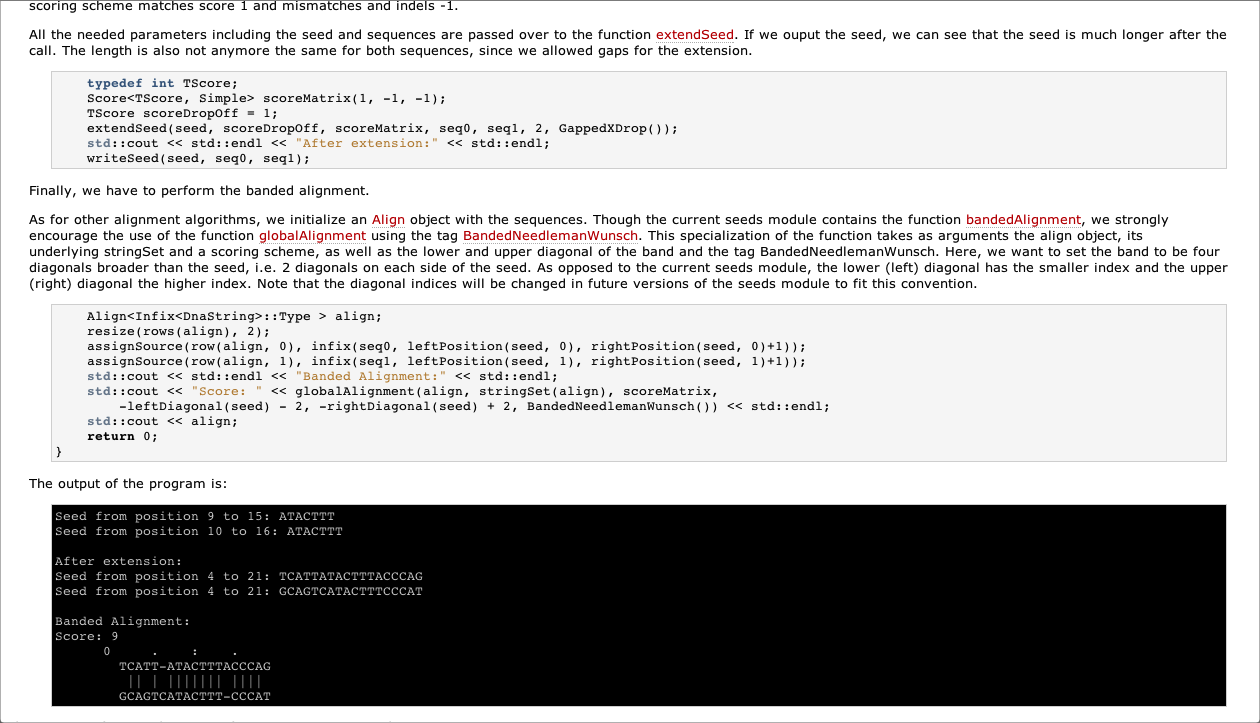 scoring scheme matches score 1 and mismatches and indels -1.
All the needed parameters including the seed and sequences are passed over to the function extendSeed. If we ouput the seed, we can see that the seed is much longer after the
call. The length is also not anymore the same for both sequences, since we allowed gaps for the extension.
typedef int TScore;
Score<TScore, Simple> scoreMatrix(1, -1, -1);
TScore scoreDropOff = 1;
extendSeed(seed, scoreDropOff, scoreMatrix, seq0, seq1, 2, GappedXDrop());
std::cout << std::endl << "After extension:" << std::endl;
writeSeed(seed, seq0, seq1);
Finally, we have to perform the banded alignment.
As for other alignment algorithms, we initialize an Align object with the sequences. Though the current seeds module contains the function bandedAlignment, we strongly
encourage the use of the function globalAlignment using the tag BandedNeedlemanWunsch. This specialization of the function takes as arguments the align object, its
underlying stringSet and a scoring scheme, as well as the lower and upper diagonal of the band and the tag BandedNeedlemanWunsch. Here, we want to set the band to be four
diagonals broader than the seed, i.e. 2 diagonals on each side of the seed. As opposed to the current seeds module, the lower (left) diagonal has the smaller index and the upper
(right) diagonal the higher index. Note that the diagonal indices will be changed in future versions of the seeds module to fit this convention.
Align<Infix<DnaString>::Type > align;
resize(rows(align), 2);
assignSource(row(align, 0), infix(seq0, leftPosition(seed, 0), rightPosition(seed, 0)+1));
assignSource(row(align, 1), infix(seq1, leftPosition(seed, 1), rightPosition(seed, 1)+1));
std::cout << std::endl << "Banded Alignment:" << std::endl;
std::cout << "Score: " << globalAlignment(align, stringSet(align), scoreMatrix,
-leftDiagonal(seed) - 2, -rightDiagonal(seed) + 2, BandedNeedlemanWunsch()) << std::endl;
std::cout << align;
return 0;
}
The output of the program is:
Seed from position 9 to 15: ATACTTT
Seed from position 10 to 16: ATACTTT
After extension:
Seed from position 4 to 21: TCATTATACTTTACCCAG
Seed from position 4 to 21: GCAGTCATACTTTCCCAT
Banded Alignment:
Score: 9
0     .    :    .
TCATT-ATACTTTACCCAG
|| | ||||||| ||||
GCAGTCATACTTT-CCCAT